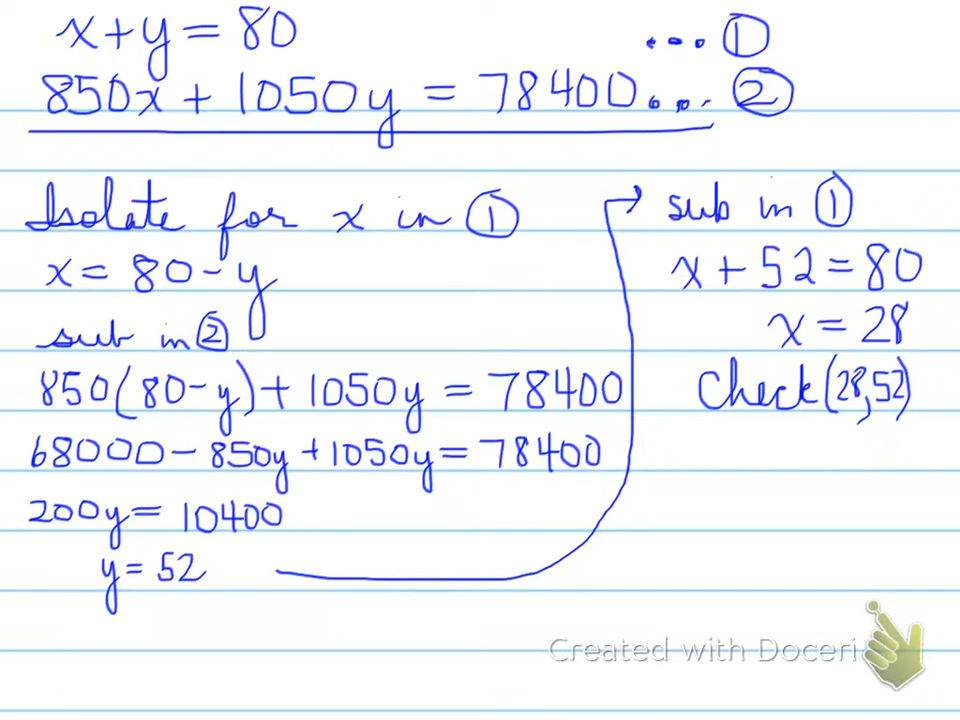 x + y = 80 ... ①
850x + 1050y = 78400 ... ②
Isolate for x in ①
x = 80 - y
sub in ②
850(80 - y) + 1050y = 78400
68000 - 850y + 1050y = 78400
200y = 10400
y = 52
sub in ①
x + 52 = 80
x = 28
Check (28, 52)
Created with Doceri